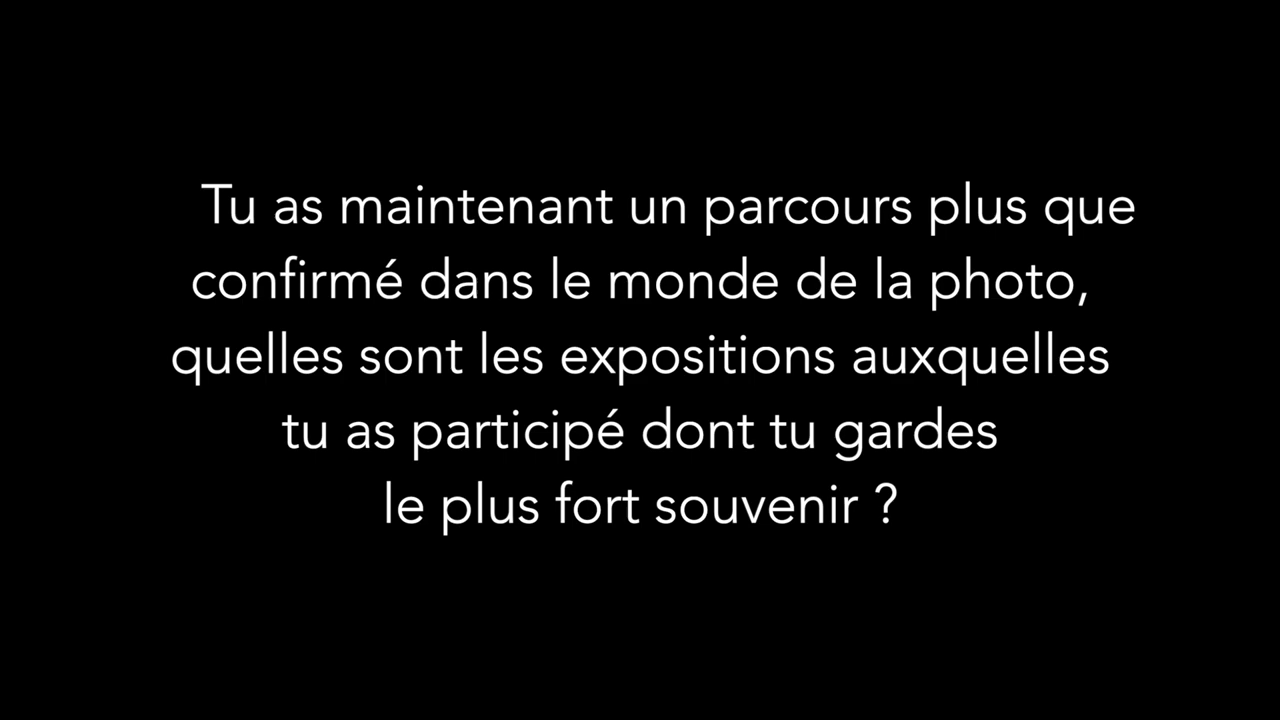 Tu as maintenant un parcours plus que
confirmé dans le monde de la photo,
quelles sont les expositions auxquelles
tu as participé dont tu gardes
le plus fort souvenir ?